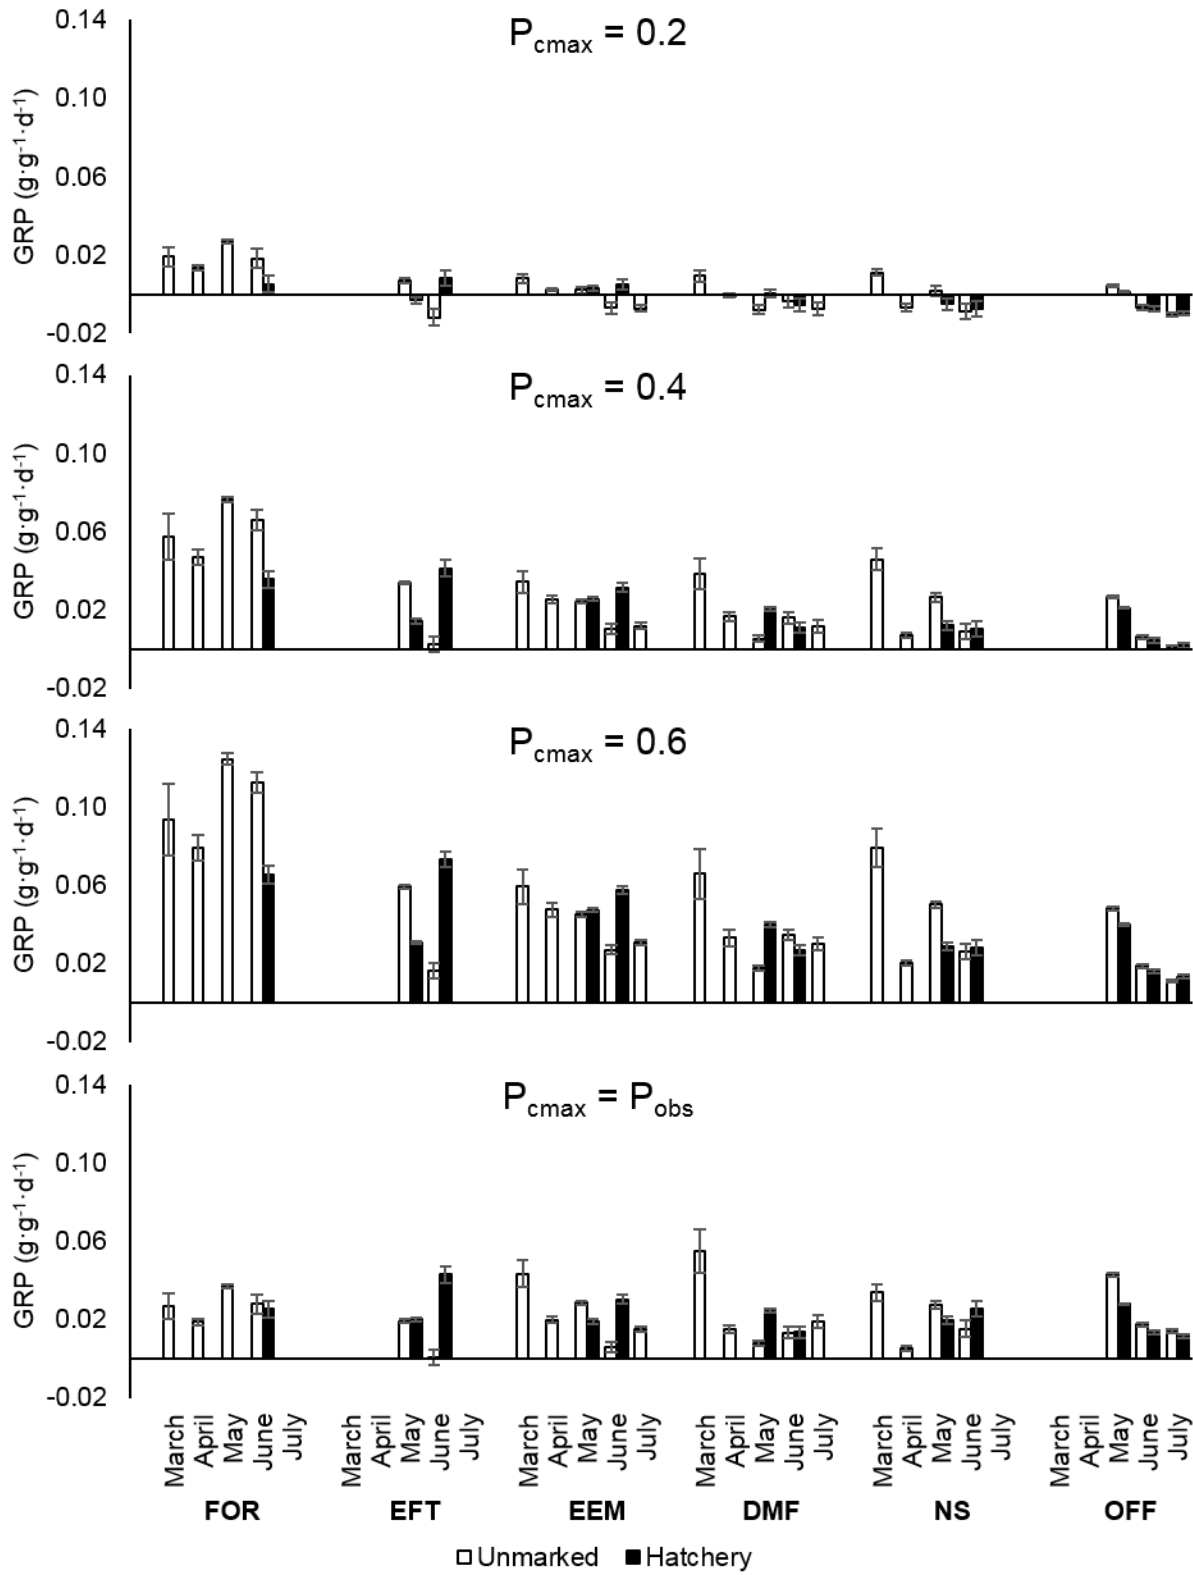 P_cmax = 0.2
0.14
0.10
0.06
0.02
-0.02
GRP (g·g⁻¹·d⁻¹)
P_cmax = 0.4
0.14
0.10
0.06
0.02
-0.02
GRP (g·g⁻¹·d⁻¹)
P_cmax = 0.6
0.14
0.10
0.06
0.02
-0.02
GRP (g·g⁻¹·d⁻¹)
P_cmax = P_obs
0.14
0.10
0.06
0.02
-0.02
GRP (g·g⁻¹·d⁻¹)
March April May June July
March April May June July
March April May June July
March April May June July
March April May June July
March April May June July
FOR EFT EEM DMF NS OFF
Unmarked Hatchery